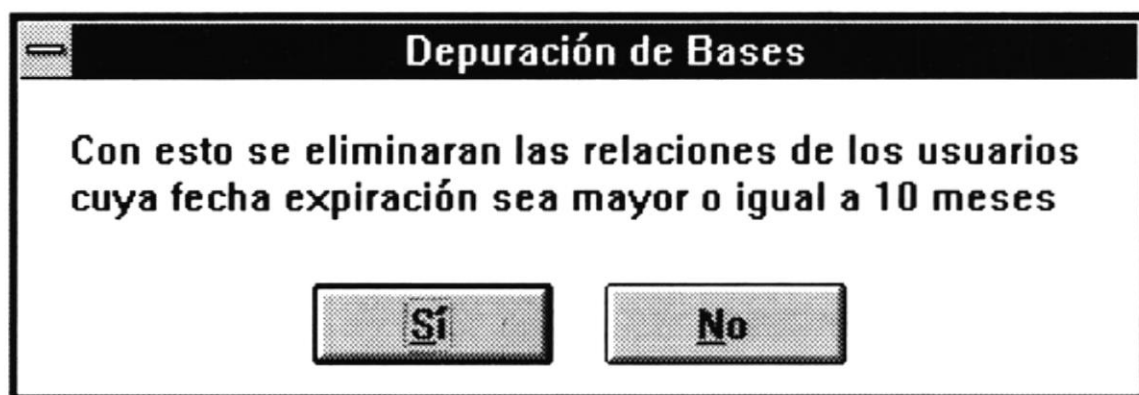 Depuración de Bases
Con esto se eliminaran las relaciones de los usuarios
cuya fecha expiración sea mayor o igual a 10 meses
Sí
No